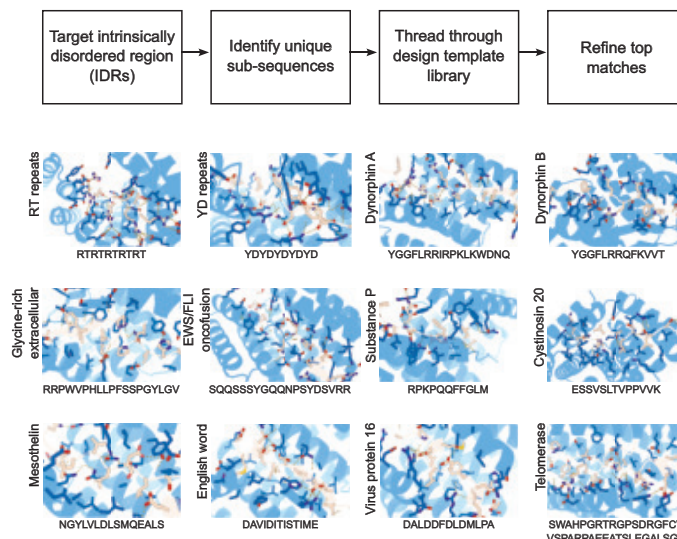 Target intrinsically
disordered region
(IDRs)
Identify unique
sub-sequences
Thread through
design template
library
Refine top
matches
RT repeats
RTRTRTRTRT
YD repeats
YDYDYDYDYD
Dynorphin A
YGGFLRRIRPKLKWDNQ
Dynorphin B
YGGFLRRQFKVVT
Glycine-rich
extracellular
RRPWVPHLLPFSSPGYLGV
EWS/FLI
oncofusion
SQQSSSYGQQNPSYDSVRR
Substance P
RPKPQQFFGLM
Cystinosin 20
ESSVSLTVPPVVK
Mesothelin
NGYLVLDLSMQEALS
English word
DAVIDITISTIME
Virus protein 16
DALDDFDLDMLPA
Telomerase
SWAHPGRTRGPSDRGFCT
VSPARPAEEATSLEGALSG